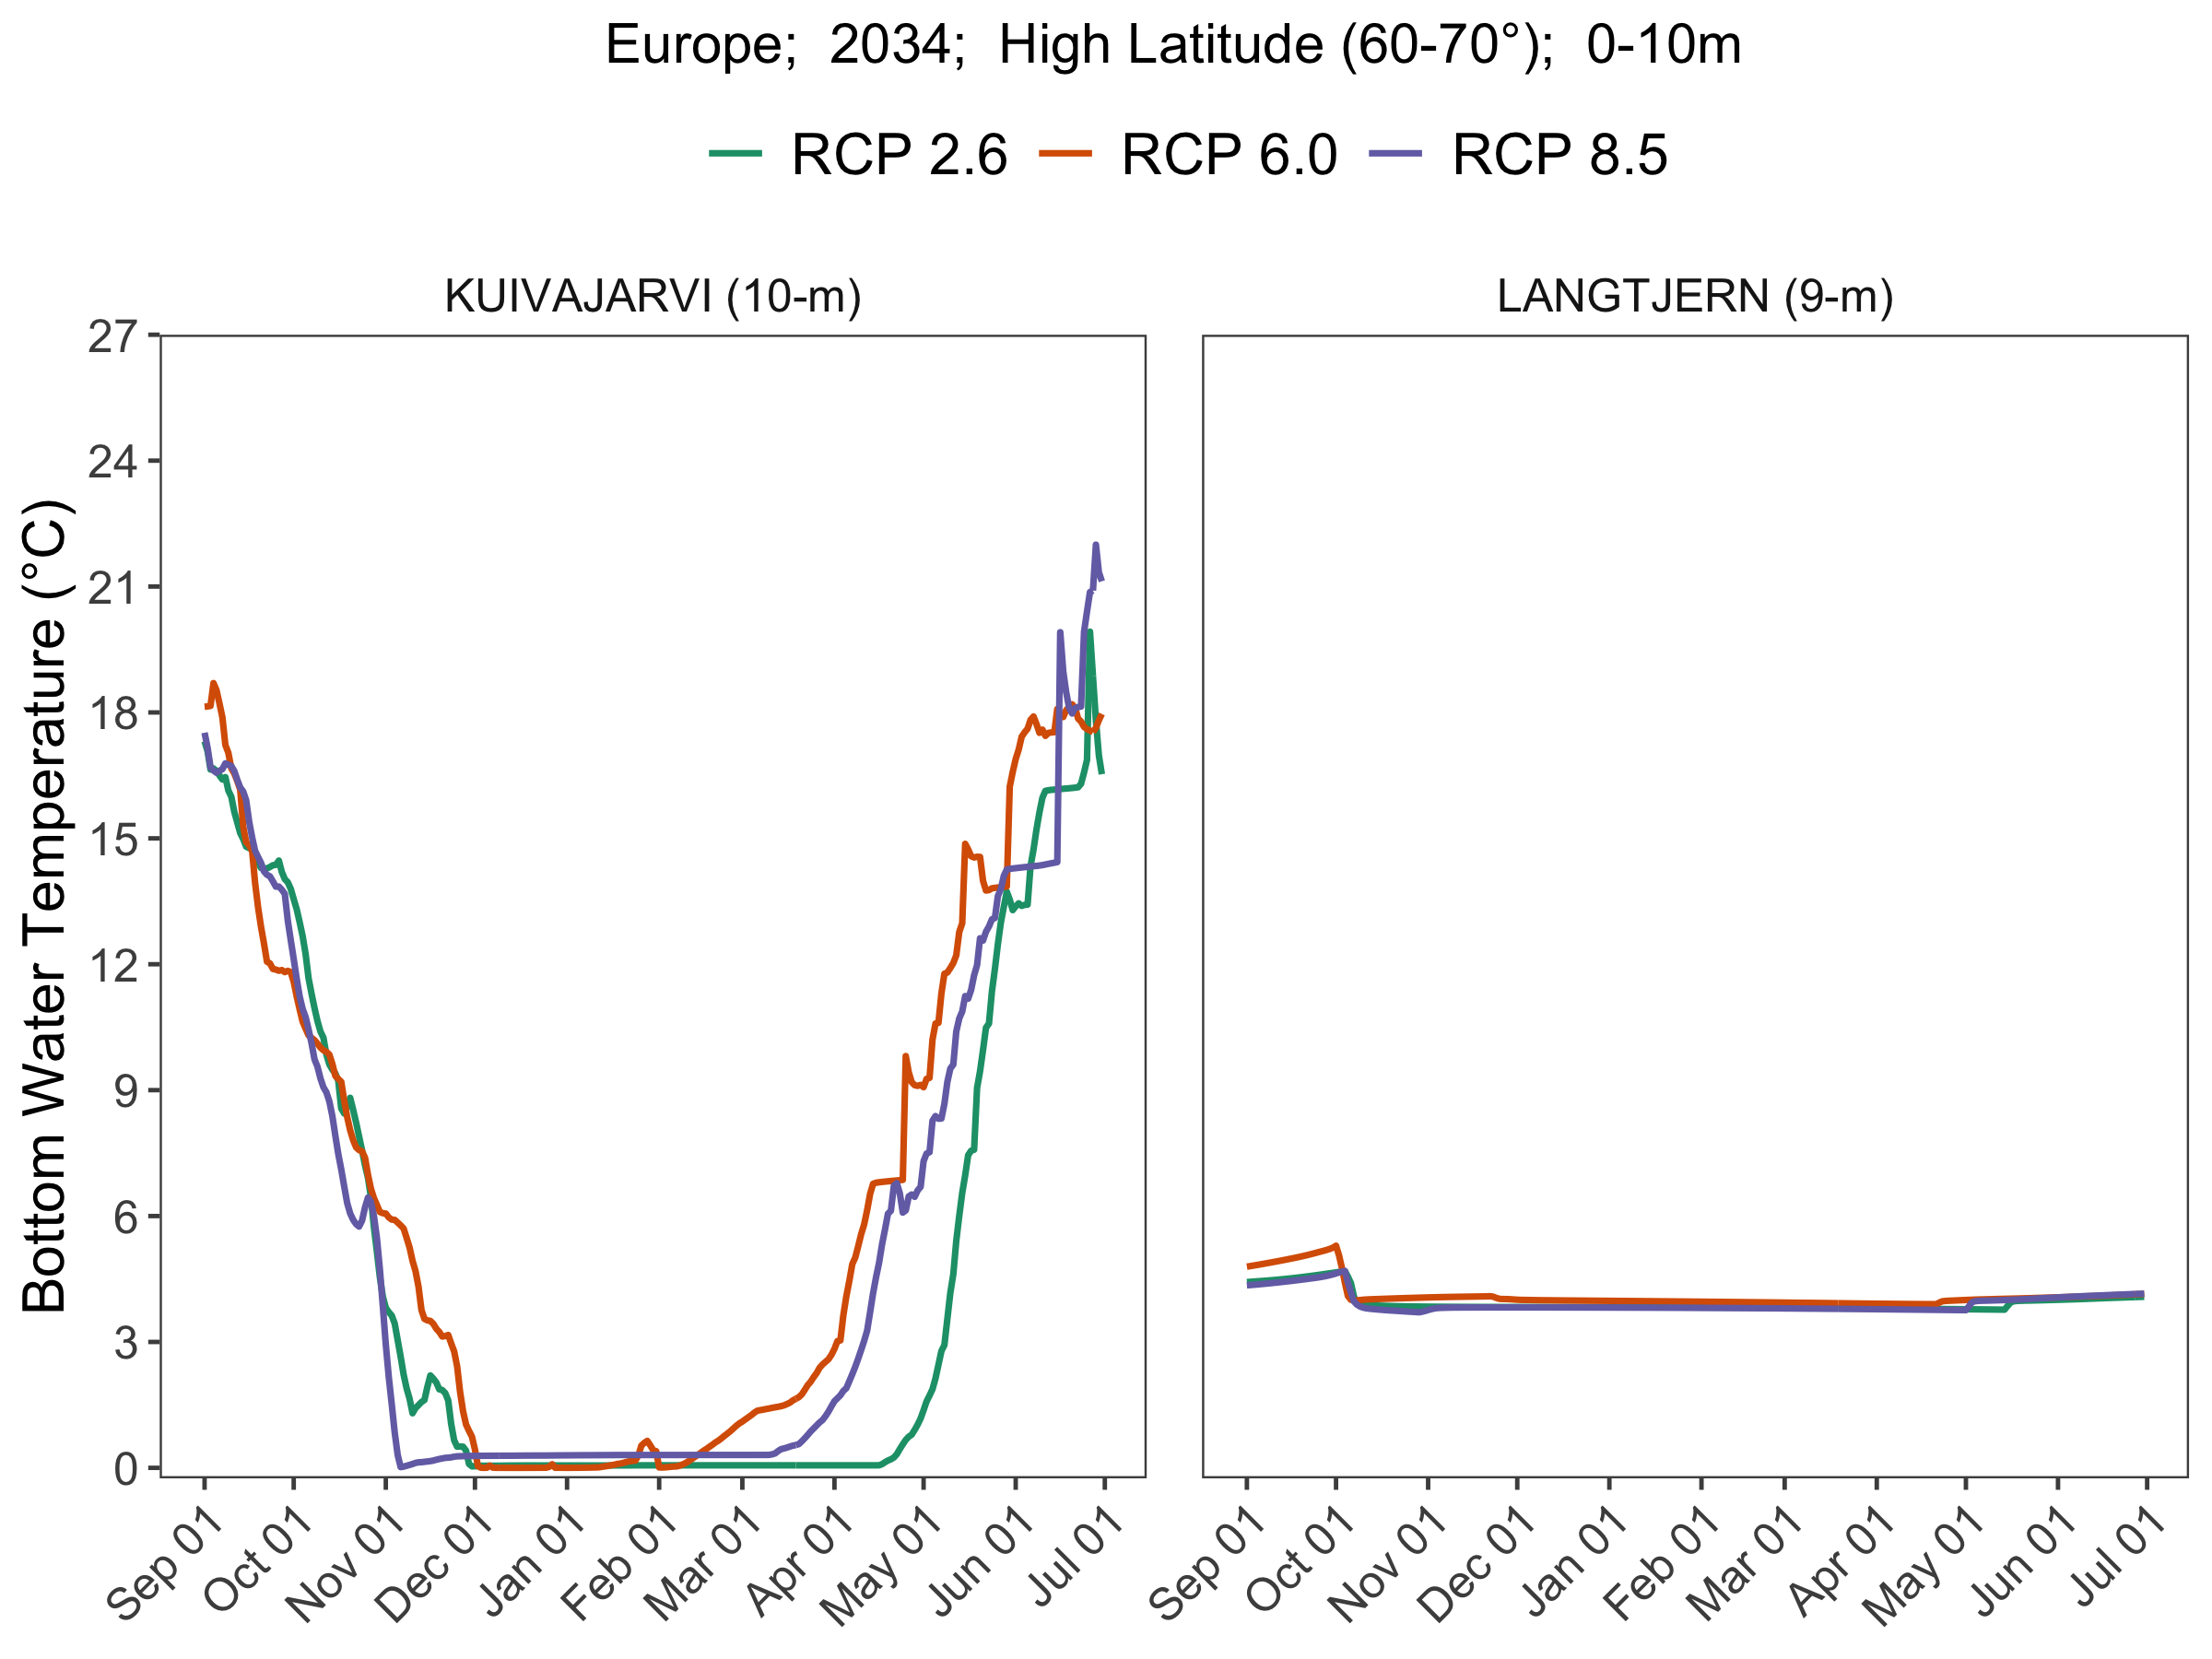 Europe; 2034; High Latitude (60-70°); 0-10m
RCP 2.6 RCP 6.0 RCP 8.5
KUIVAJARVI (10-m) LANGTJERN (9-m)
Bottom Water Temperature (°C)
27
24
21
18
15
12
9
6
3
0
Sep 01 Oct 01 Nov 01 Dec 01 Jan 01 Feb 01 Mar 01 Apr 01 May 01 Jun 01 Jul 01
Sep 01 Oct 01 Nov 01 Dec 01 Jan 01 Feb 01 Mar 01 Apr 01 May 01 Jun 01 Jul 01